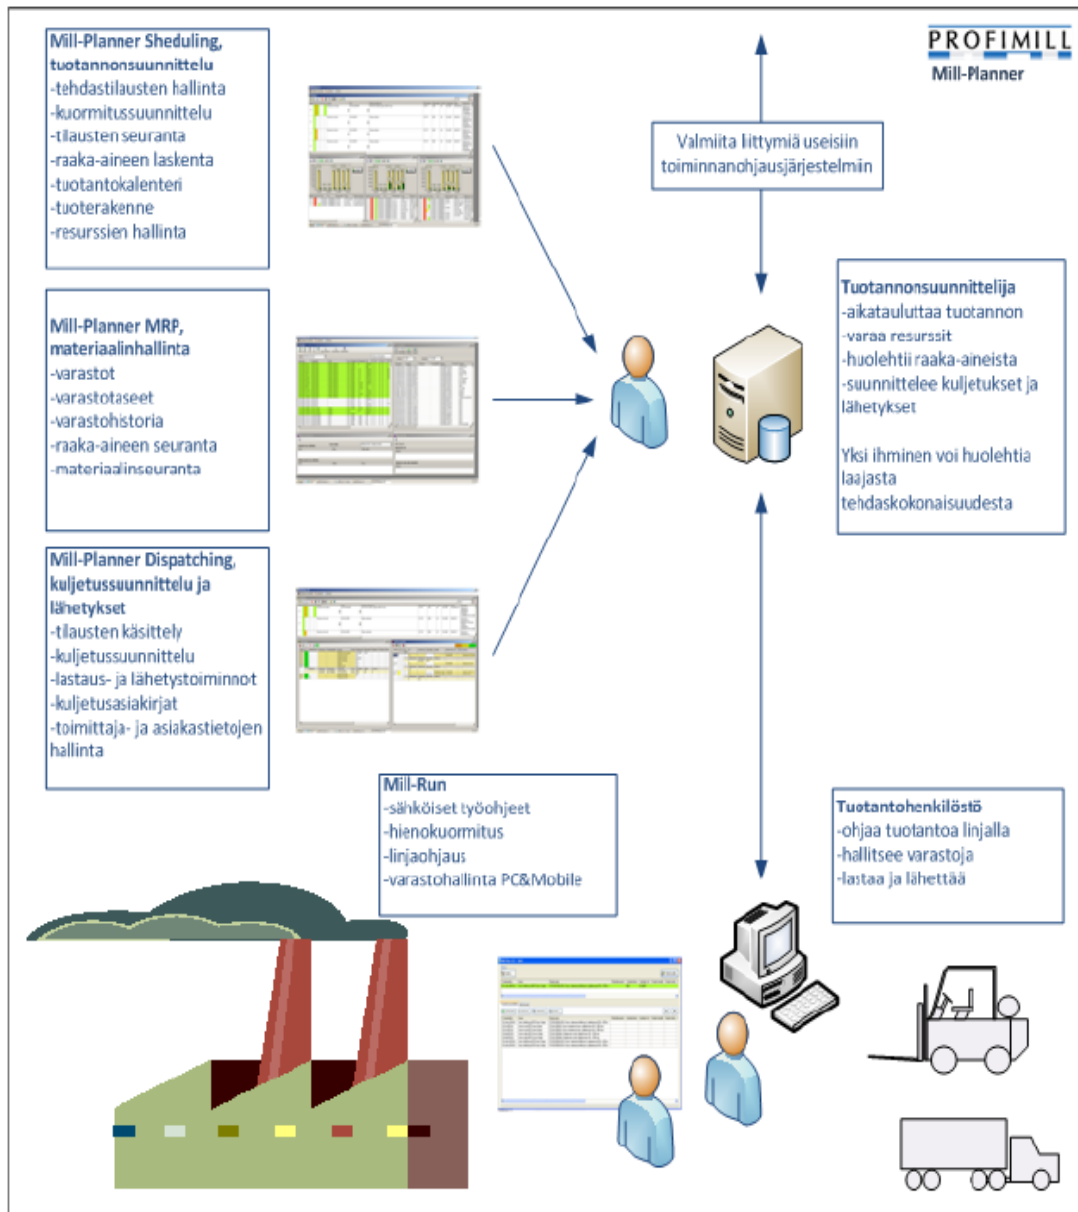 PROFIMILL
Mill-Planner
Mill-Planner Sheduling,
tuotannonsuunnittelu
-tehdastilausten hallinta
-kuormitussuunnittelu
-tilausten seuranta
-raaka-aineen laskenta
-tuotantokalenteri
-tuoterakenne
-resurssien hallinta
Valmiita liittymiä useisiin
toiminnanohjausjärjestelmiin
Mill-Planner MRP,
materiaalinhallinta
-varastot
-varastotaseet
-varastohistoria
-raaka-aineen seuranta
-materiaalinseuranta
Tuotannonsuunnittelija
-aikatauluttaa tuotannon
-varaa resurssit
-huolehtii raaka-aineista
-suunnittelee kuljetukset ja
lähetykset
Yksi ihminen voi huolehtia
laajasta
tehdaskokonaisuudesta
Mill-Planner Dispatching,
kuljetussuunnittelu ja
lähetykset
-tilausten käsittely
-kuljetussuunnittelu
-lastaus- ja lähetystoiminnot
-kuljetusasiakirjat
-toimittaja- ja asiakastietojen
hallinta
Mill-Run
-sähköiset työohjeet
-hienokuormitus
-linjaohjaus
-varastohallinta PC&Mobile
Tuotantohenkilöstö
-ohjaa tuotantoa linjalla
-hallitsee varastoja
-lastaa ja lähettää